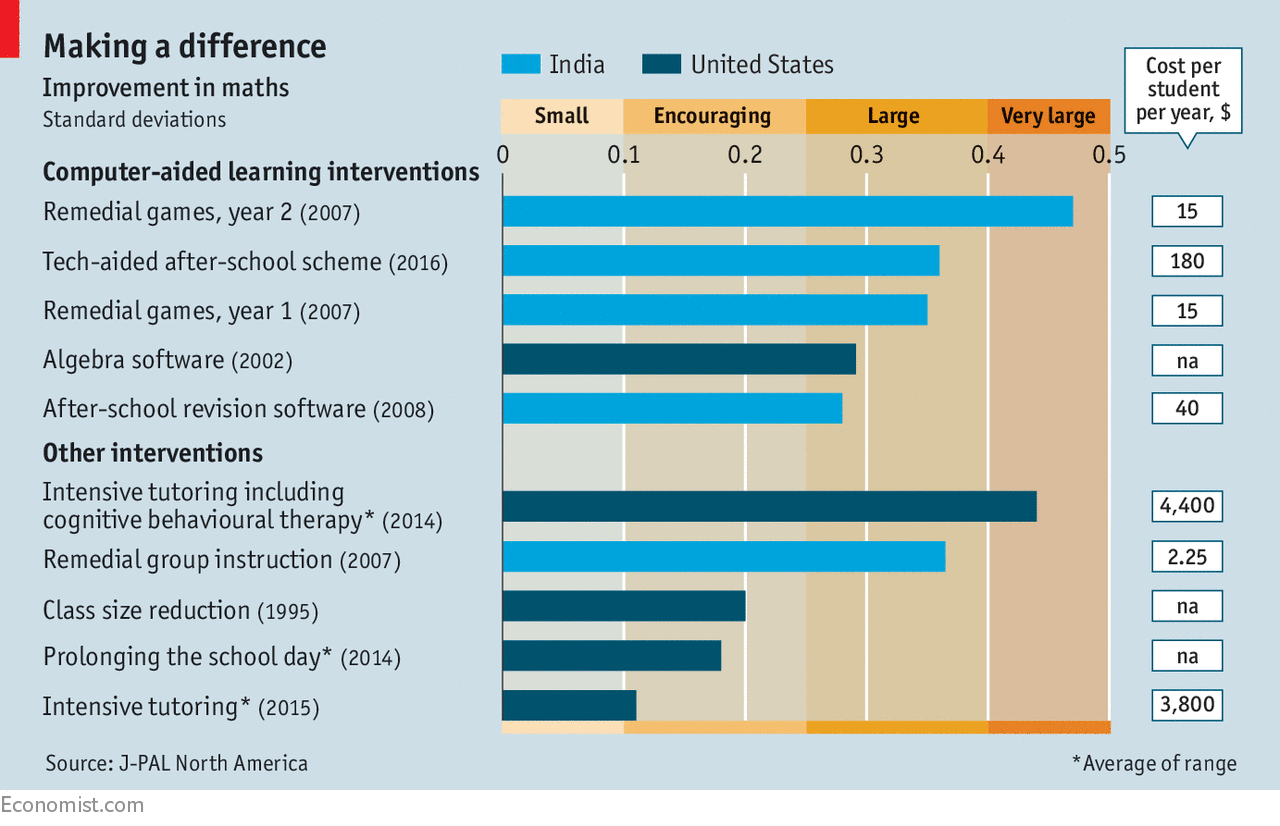 Making a difference
Improvement in maths
Standard deviations
India
United States
Cost per
student
per year, $
Small
Encouraging
Large
Very large
0
0.1
0.2
0.3
0.4
0.5
Computer-aided learning interventions
Remedial games, year 2 (2007)
15
Tech-aided after-school scheme (2016)
180
Remedial games, year 1 (2007)
15
Algebra software (2002)
na
After-school revision software (2008)
40
Other interventions
Intensive tutoring including
cognitive behavioural therapy* (2014)
4,400
Remedial group instruction (2007)
2.25
Class size reduction (1995)
na
Prolonging the school day* (2014)
na
Intensive tutoring* (2015)
3,800
Source: J-PAL North America
*Average of range
Economist.com